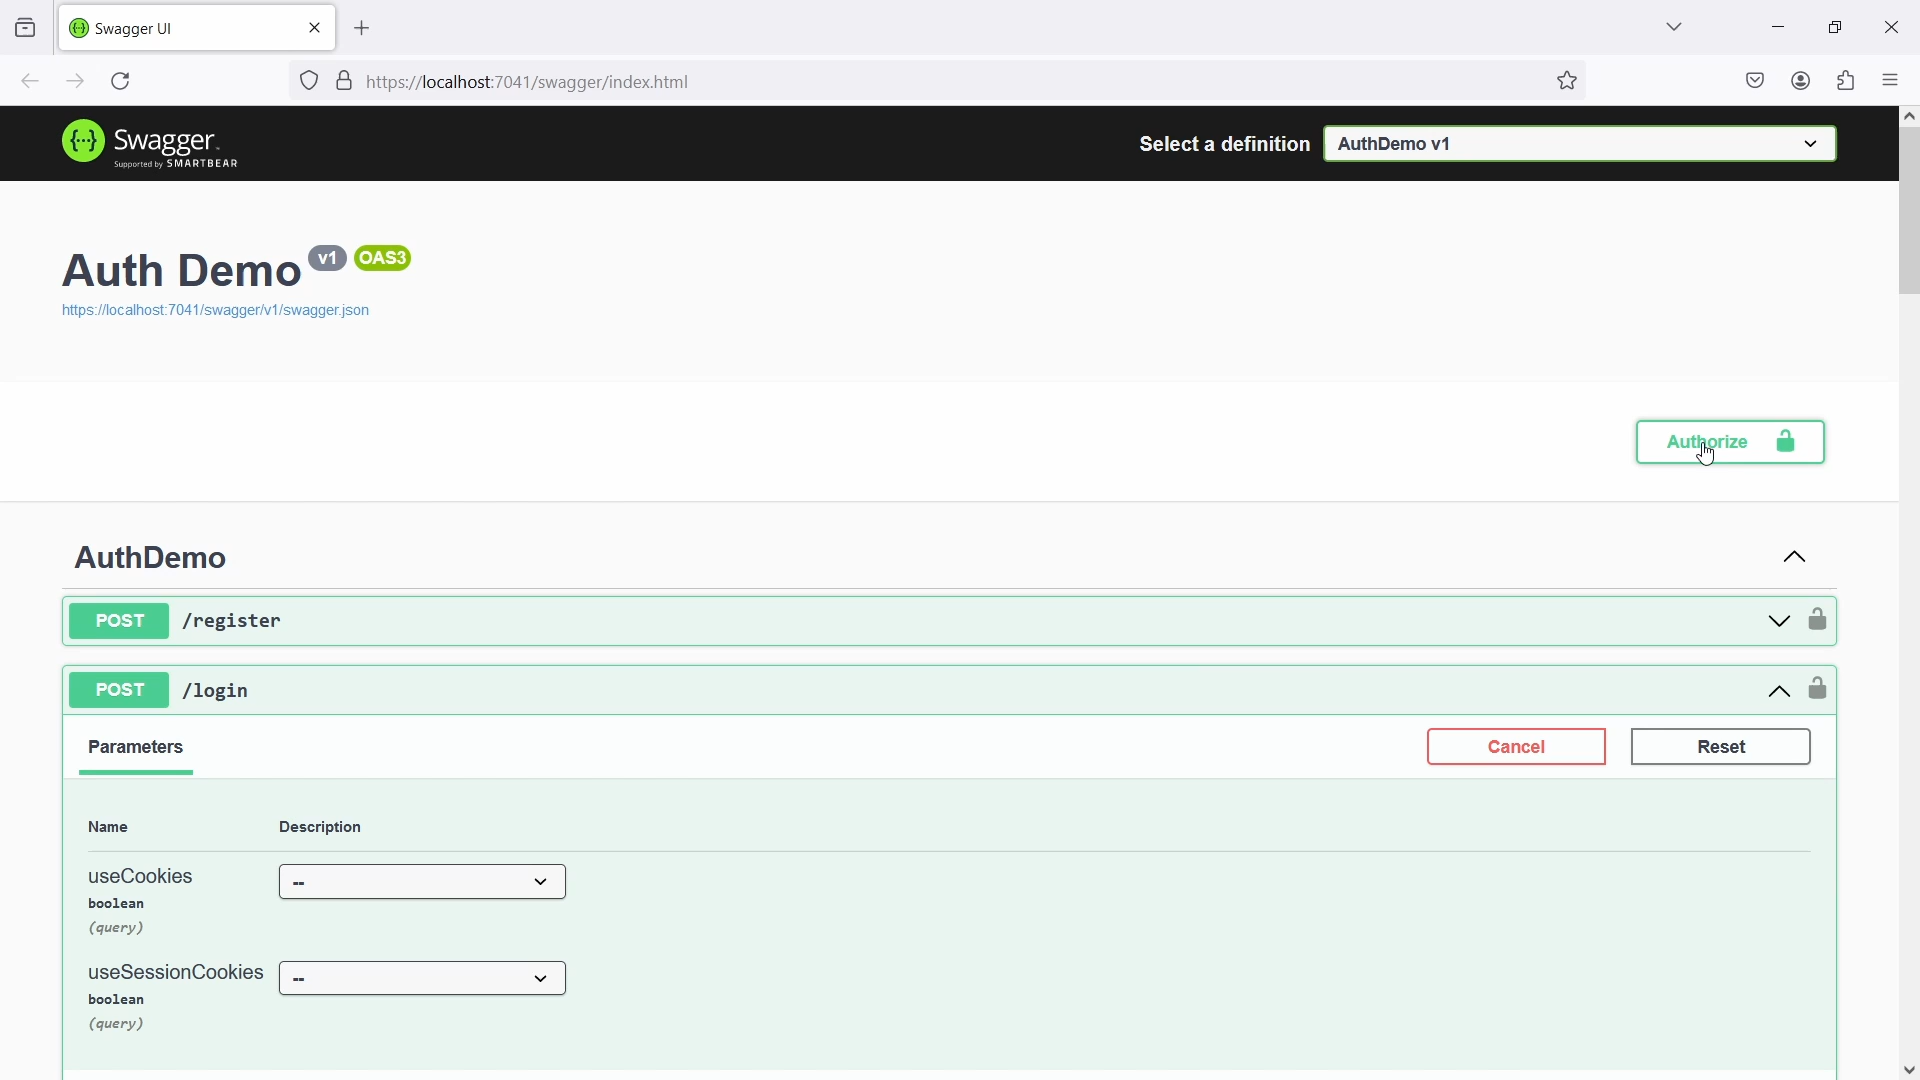 Swagger UI
https://localhost:7041/swagger/index.html
Swagger.
Supported by SMARTBEAR
Select a definition
AuthDemo v1
Auth Demo v1 OAS3
https://localhost:7041/swagger/v1/swagger.json
Authorize
AuthDemo
POST /register
POST /login
Parameters
Cancel
Reset
Name Description
useCookies --
boolean
(query)
useSessionCookies --
boolean
(query)